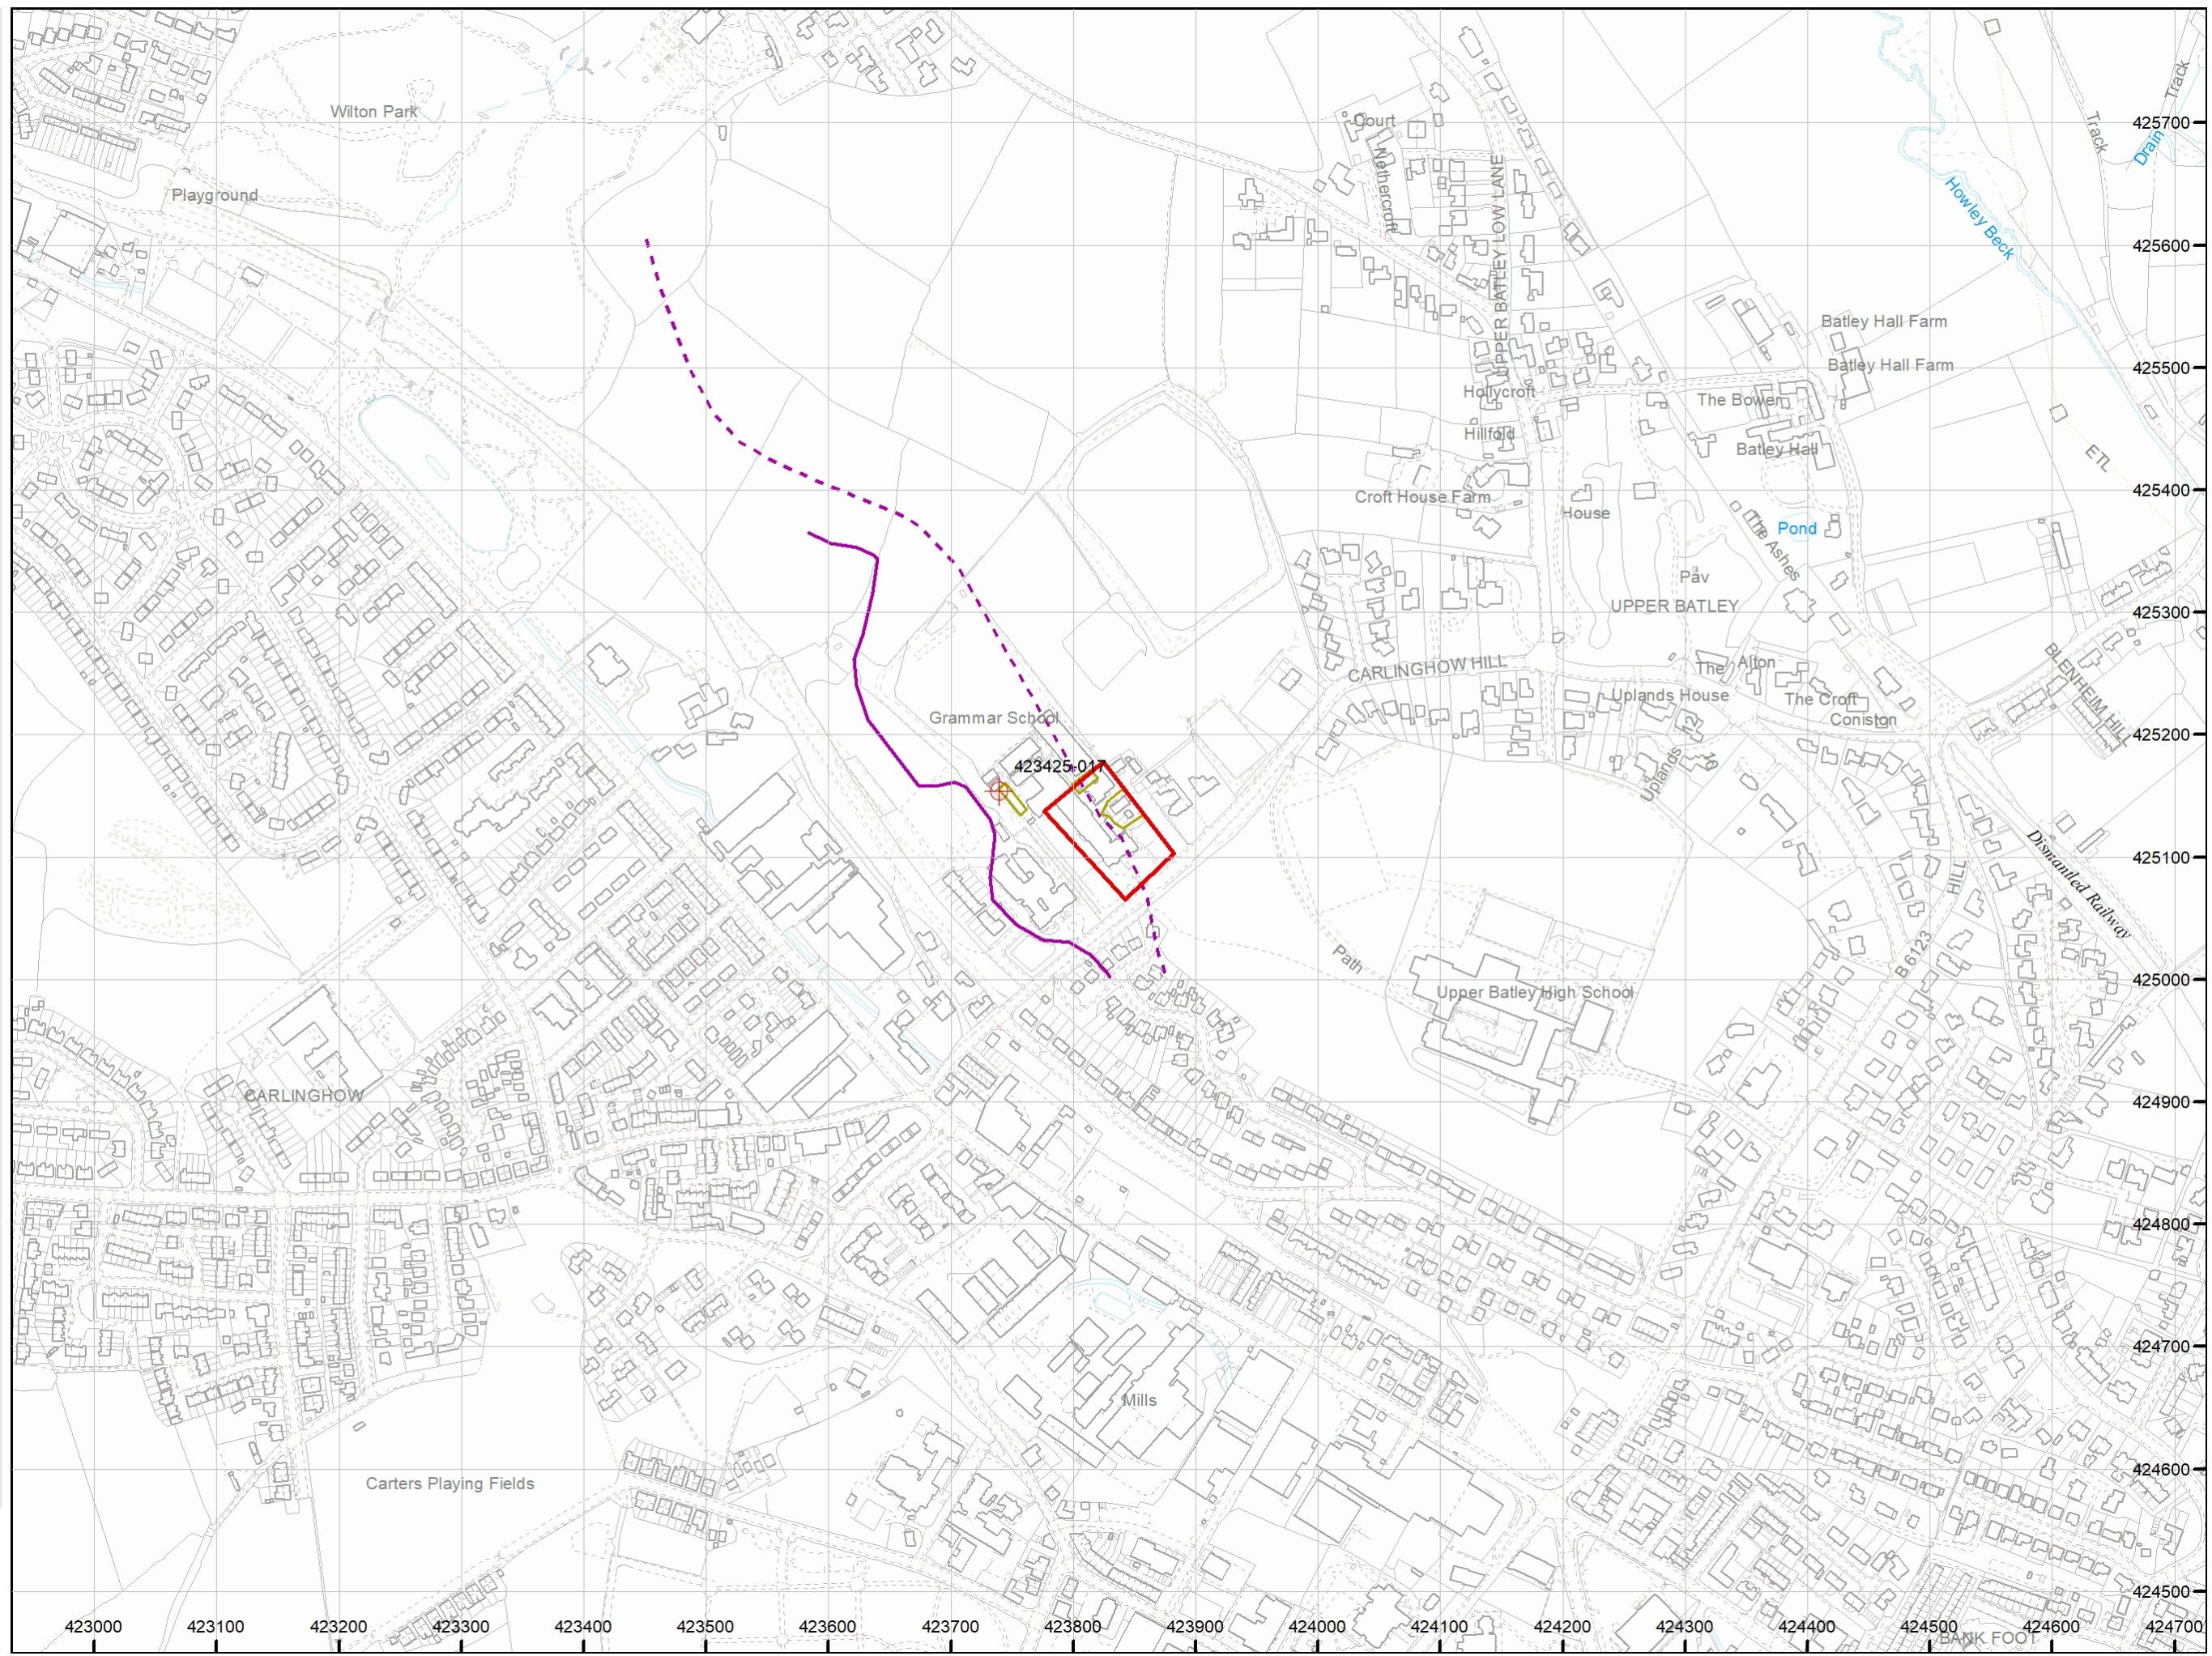 Wilton Park
Playground
Court
Nethercroft
UPPER BATLEY LOW LANE
Track
Track
Drain
Howley Beck
425700
425600
Batley Hall Farm
Batley Hall Farm
425500
Hollycroft
The Bower
Hillfold
Batley Hall
ETL
Croft House Farm
425400
House
Pond
The Ashes
Pav
UPPER BATLEY
425300
CARLINGHOW HILL
The
Alton
BLENHEIM HILL
Uplands House
The Croft
Grammar School
12
Coniston
425200
423425-017
Uplands
10
Dismantled Railway
425100
HILL
B 6123
Path
425000
Upper Batley High School
CARLINGHOW
424900
424800
424700
Mills
Carters Playing Fields
424600
424500
423000 423100 423200 423300 423400 423500 423600 423700 423800 423900 424000 424100 424200 424300 424400 424500 424600 424700
BANK FOOT